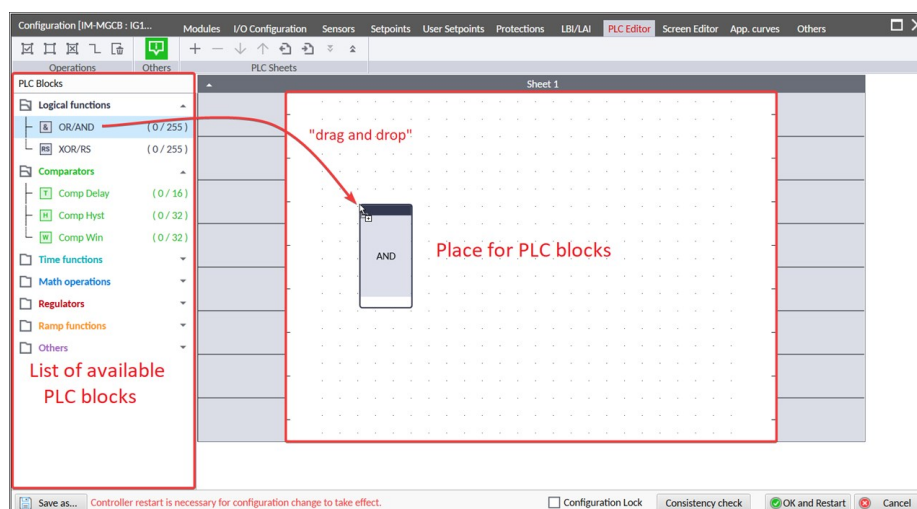 Configuration [IM-MGCB : IG1...
Modules I/O Configuration Sensors Setpoints User Setpoints Protections LBI/LAI PLC Editor Screen Editor App. curves Others
Operations Others PLC Sheets
PLC Blocks
Sheet 1
Logical functions
& OR/AND ( 0 / 255 )
RS XOR/RS ( 0 / 255 )
Comparators
T Comp Delay ( 0 / 16 )
H Comp Hyst ( 0 / 32 )
W Comp Win ( 0 / 32 )
Time functions
Math operations
Regulators
Ramp functions
Others
List of available
PLC blocks
"drag and drop"
AND
Place for PLC blocks
Save as... Controller restart is necessary for configuration change to take effect. Configuration Lock Consistency check OK and Restart Cancel